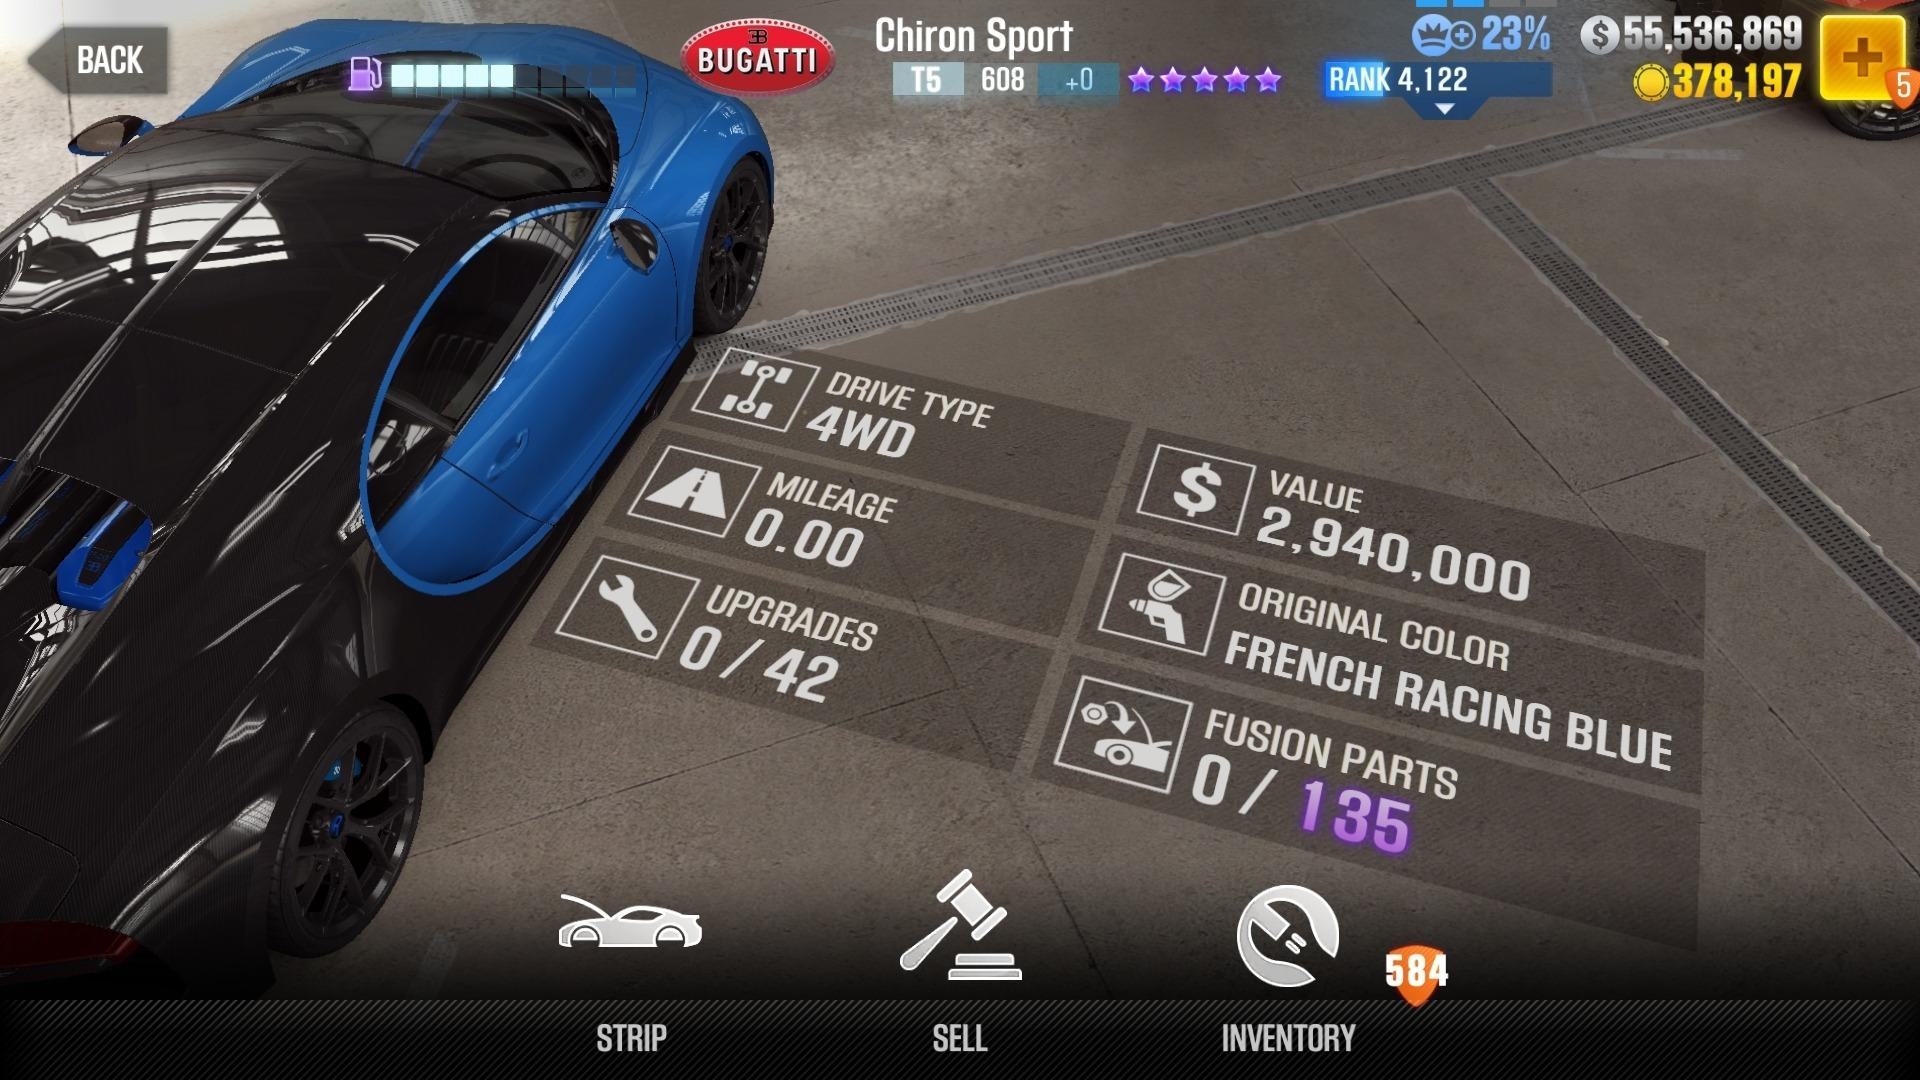 BACK
BUGATTI
Chiron Sport
T5 608 +0
23%
RANK 4,122
$ 55,536,869
378,197
5
DRIVE TYPE
4WD
MILEAGE
0.00
UPGRADES
0 / 42
VALUE
2,940,000
ORIGINAL COLOR
FRENCH RACING BLUE
FUSION PARTS
0 / 135
584
STRIP
SELL
INVENTORY